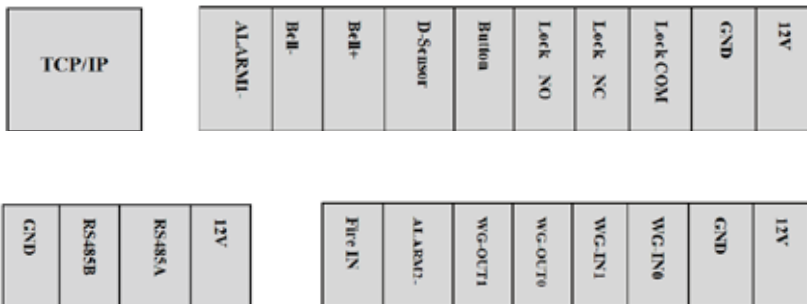 TCP/IP
ALARM1-
Bell-
Bell+
D-Sensor
Button
Lock NO
Lock NC
Lock COM
GND
12V
GND
RS485B
RS485A
12V
Fire IN
ALARM2-
WG-OUT1
WG-OUT0
WG-IN1
WG-IN0
GND
12V